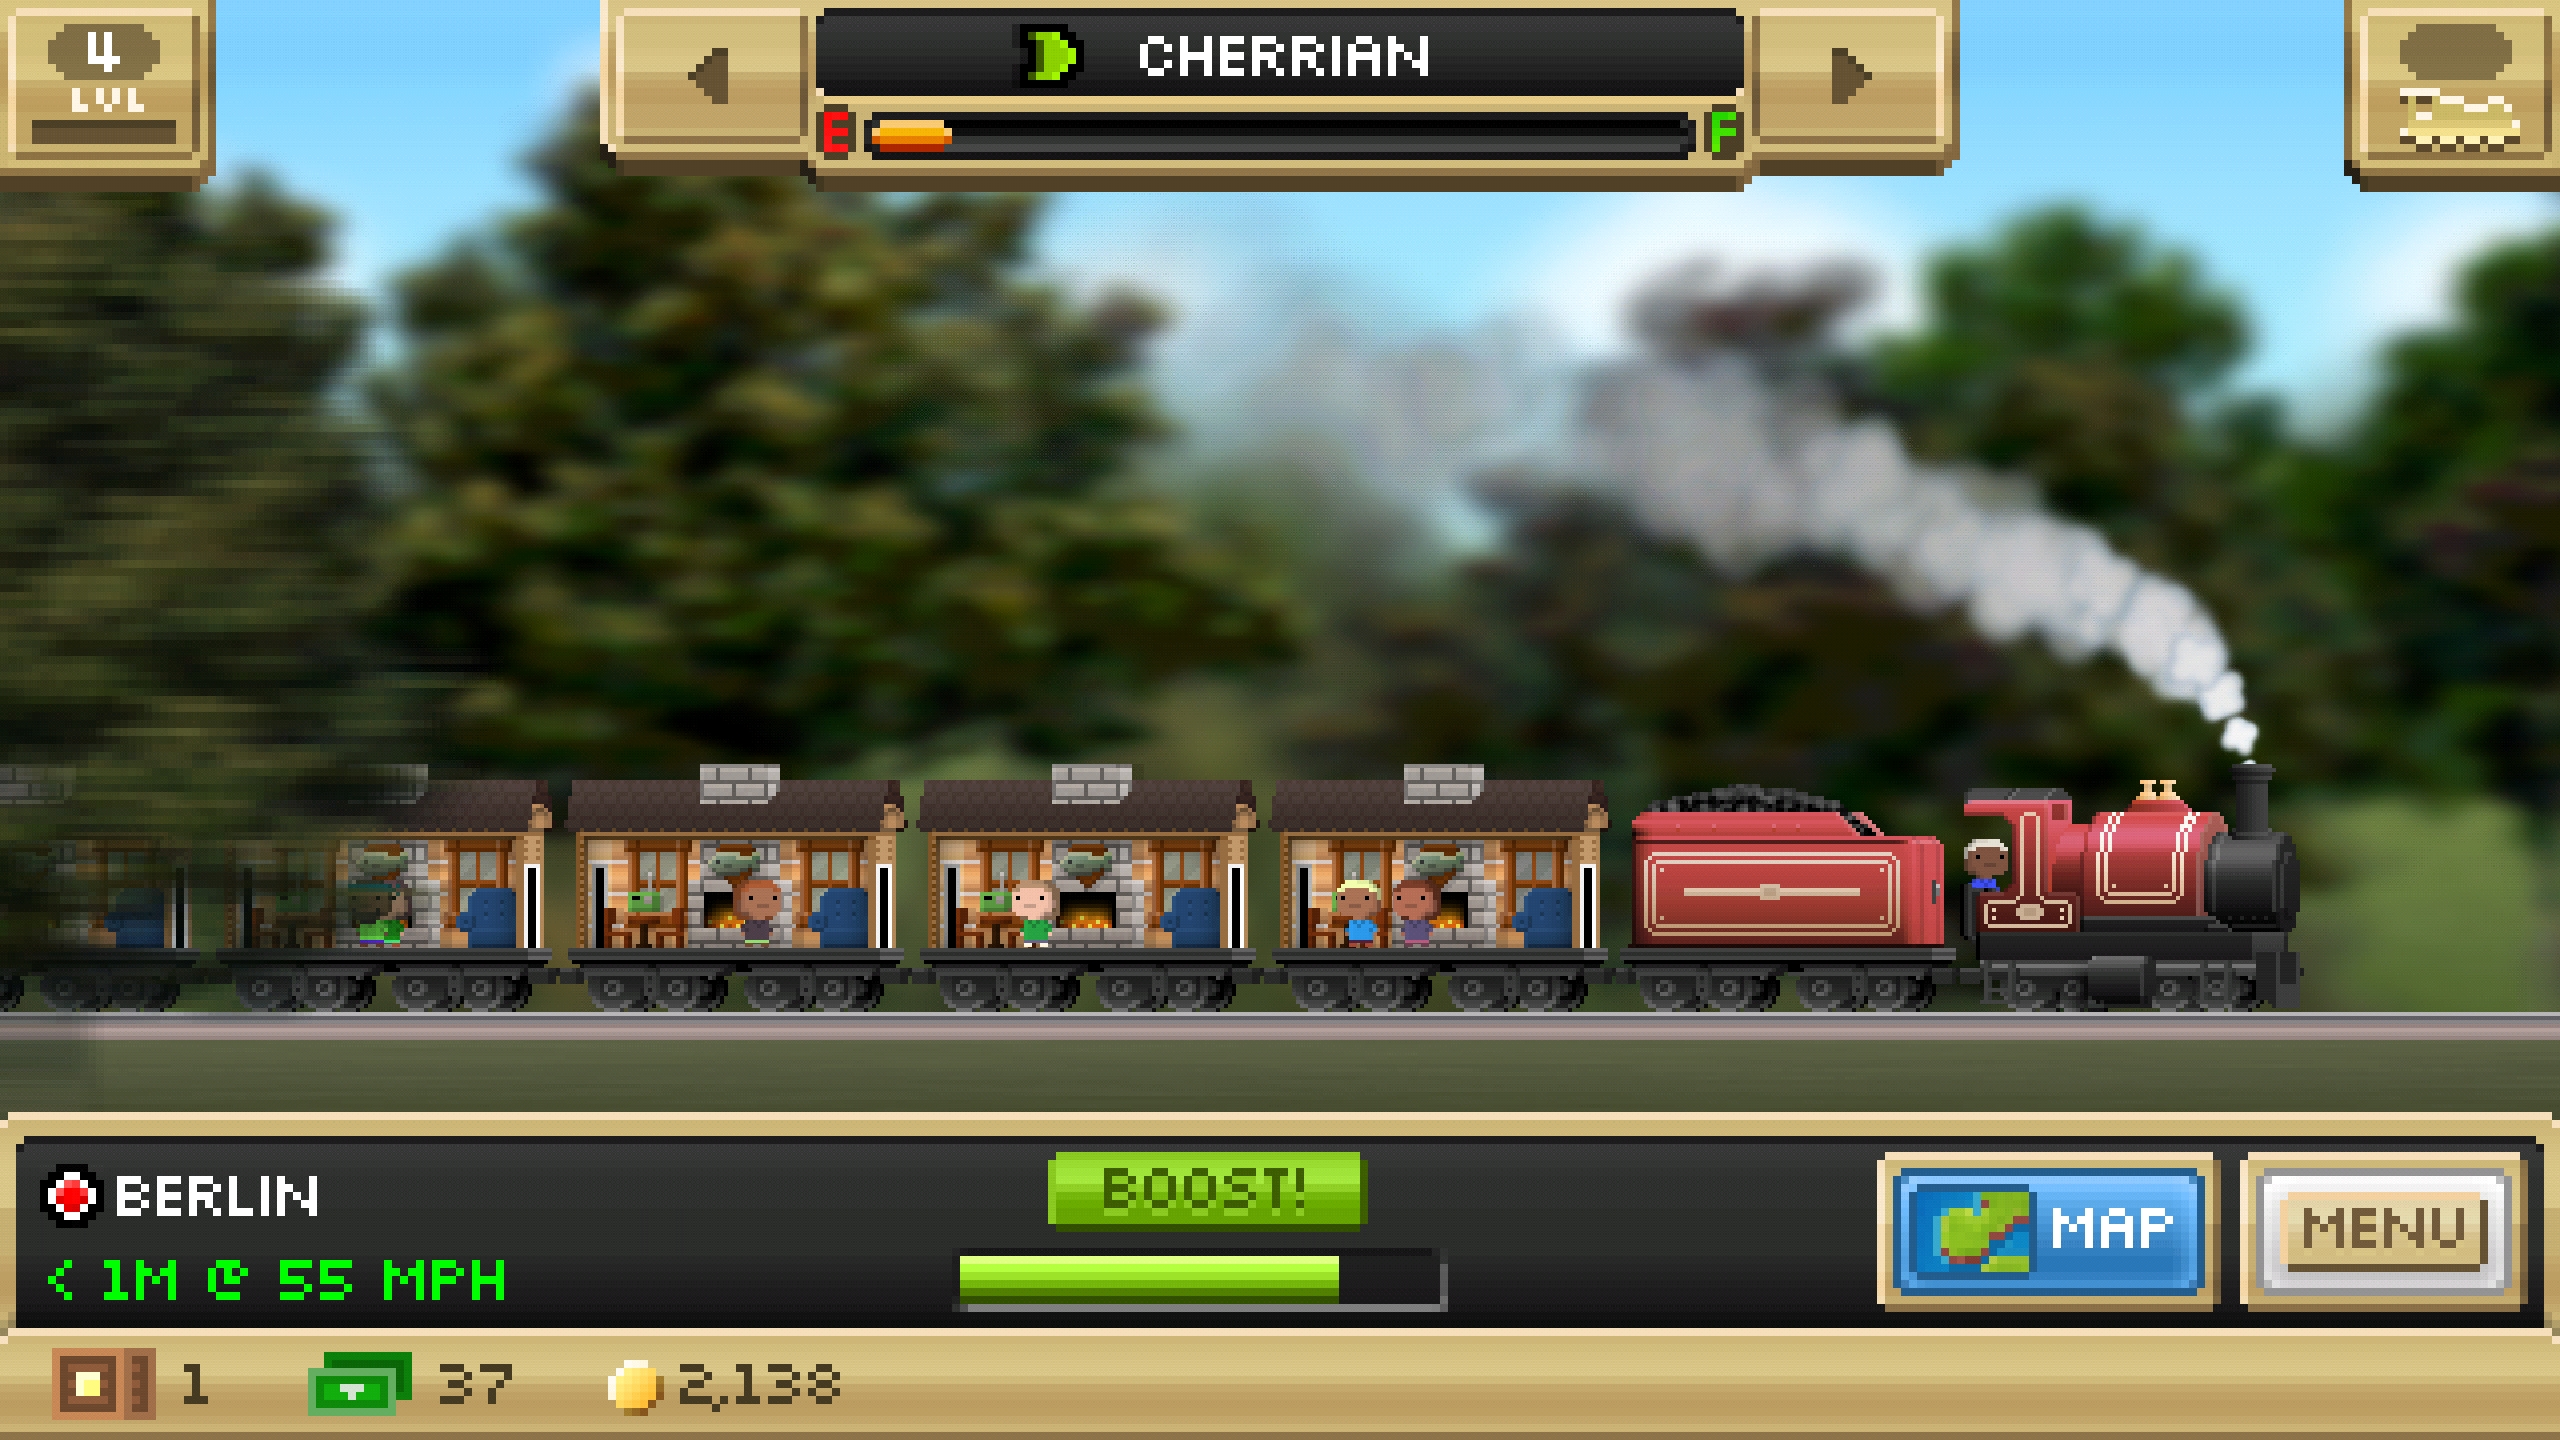 4
LVL
CHERRIAN
E
F
BERLIN
BOOST!
< 1M @ 55 MPH
MAP
MENU
1
37
2,138